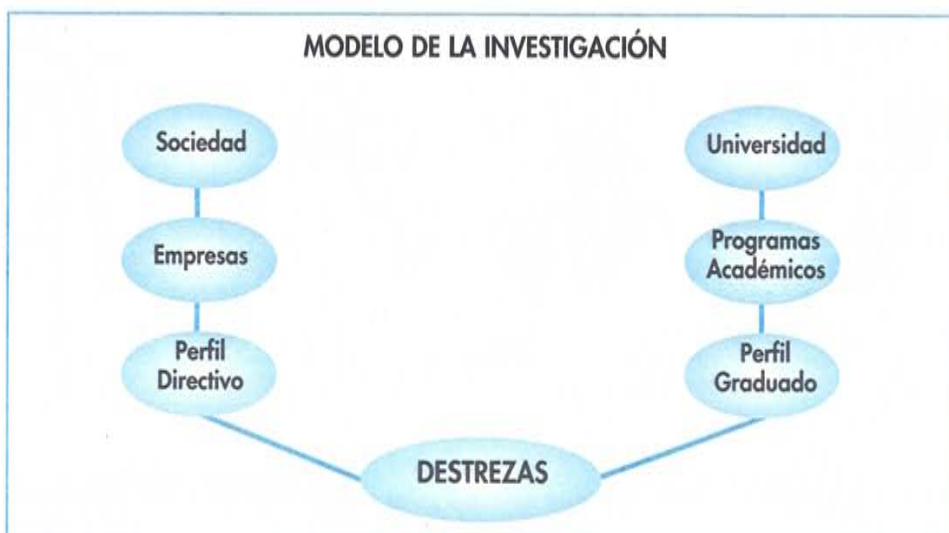 MODELO DE LA INVESTIGACIÓN
Sociedad
Empresas
Perfil
Directivo
Universidad
Programas
Académicos
Perfil
Graduado
DESTREZAS